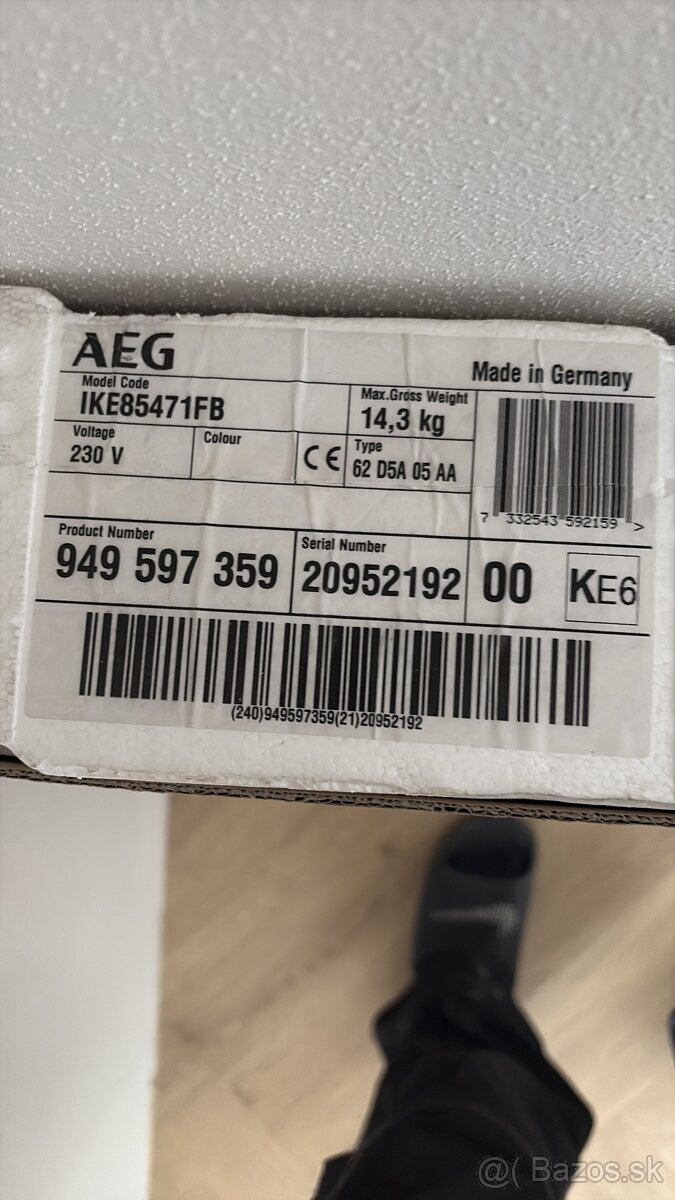 AEG
Made in Germany
Model Code
IKE85471FB
Max.Gross Weight
14,3 kg
Voltage
230 V
Colour
CE
Type
62 D5A 05 AA
7 332543 592159 >
Product Number
949 597 359
Serial Number
20952192
00
KE6
(240)949597359(21)20952192
@( Bazos.sk